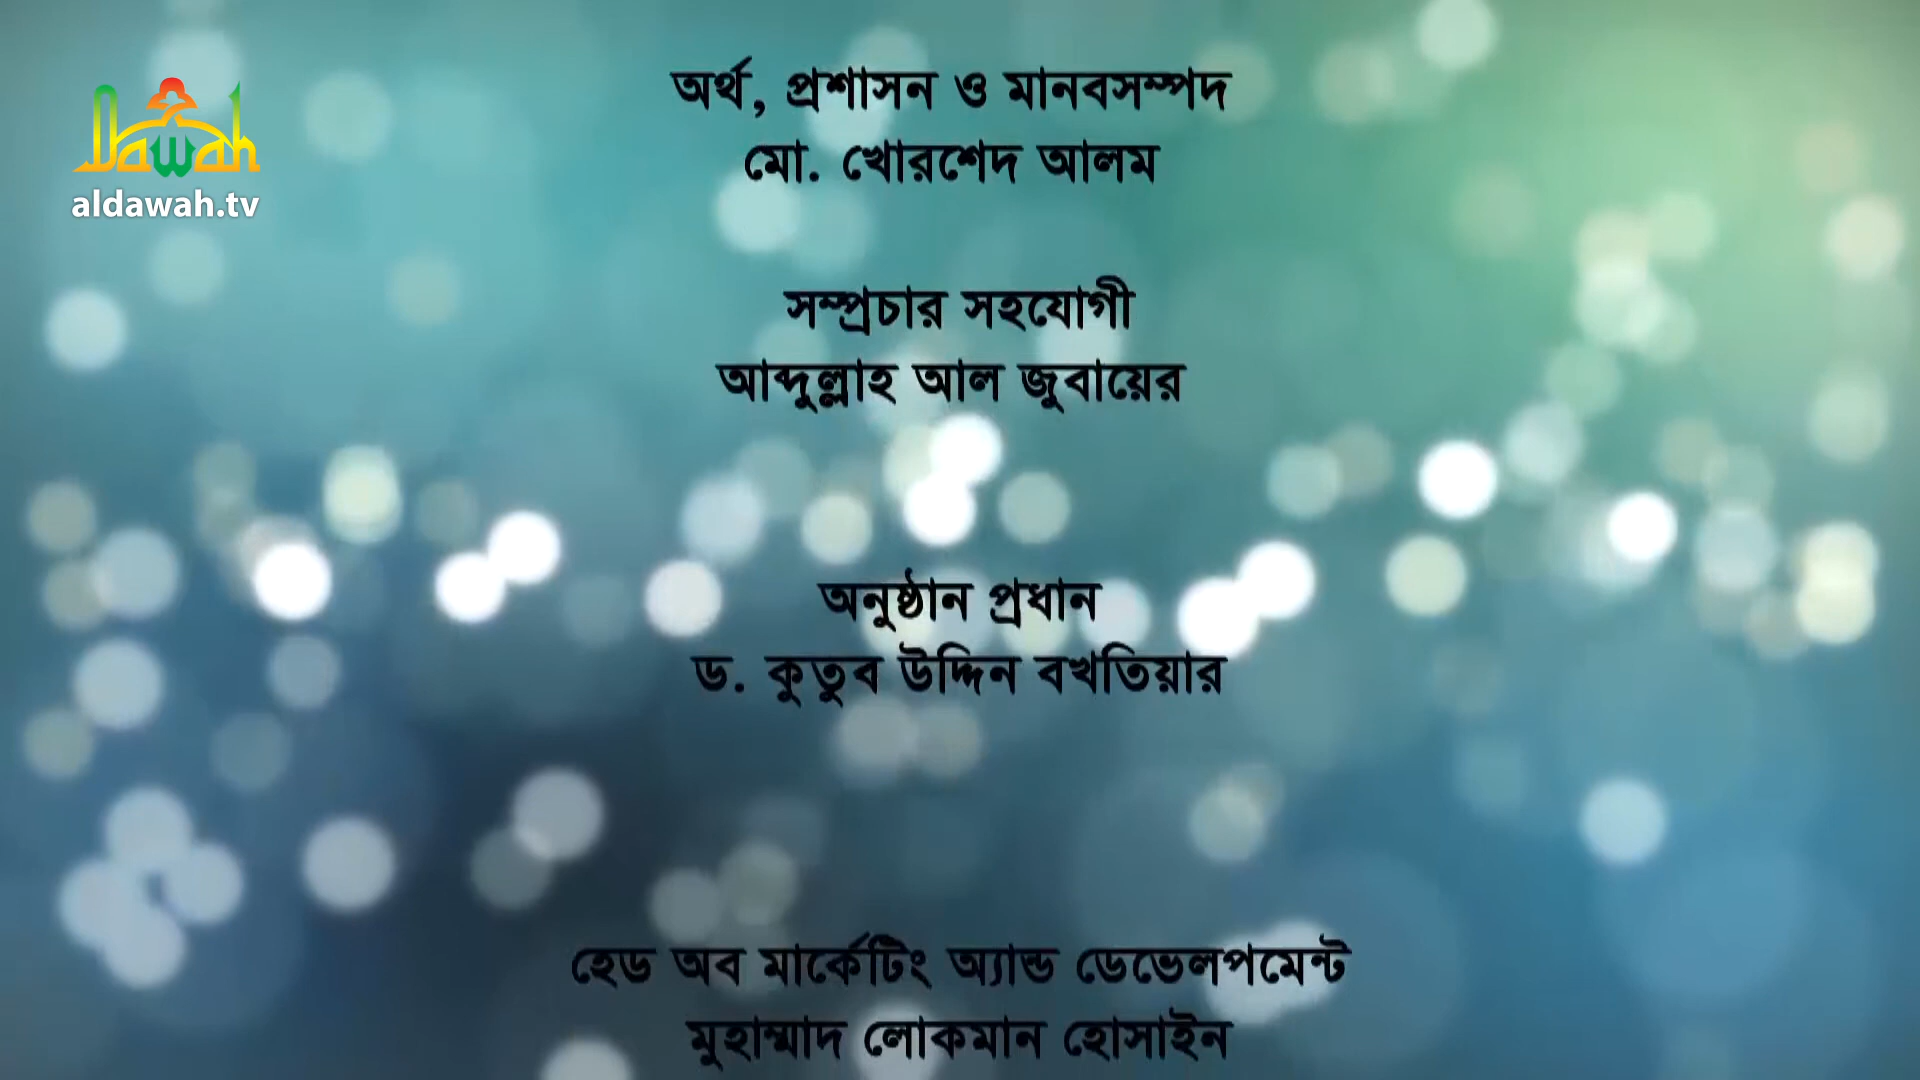 Dawah
aldawah.tv
অর্থ, প্রশাসন ও মানবসম্পদ
মো. খোরশেদ আলম
সম্প্রচার সহযোগী
আব্দুল্লাহ আল জুবায়ের
অনুষ্ঠান প্রধান
ড. কুতুব উদ্দিন বখতিয়ার
হেড অব মার্কেটিং অ্যান্ড ডেভেলপমেন্ট
মুহাম্মাদ লোকমান হোসাইন